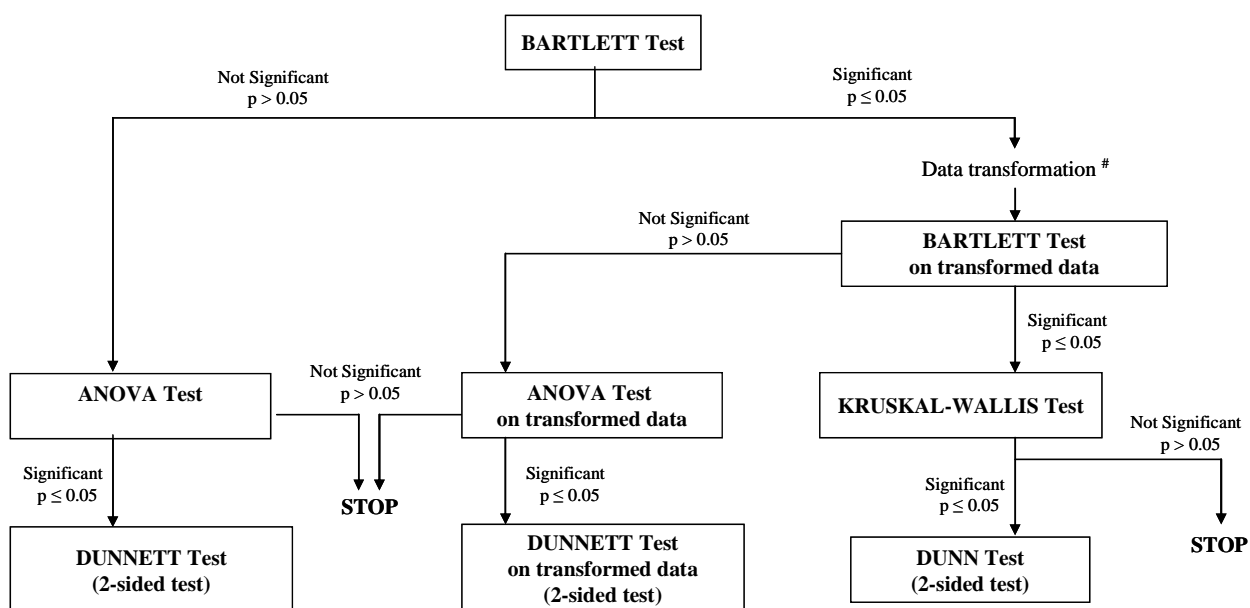 BARTLETT Test
Not Significant
p > 0.05
Significant
p ≤ 0.05
Data transformation #
Not Significant
p > 0.05
BARTLETT Test
on transformed data
Significant
p ≤ 0.05
ANOVA Test
Not Significant
p > 0.05
ANOVA Test
on transformed data
KRUSKAL-WALLIS Test
Not Significant
p > 0.05
Significant
p ≤ 0.05
STOP
Significant
p ≤ 0.05
Significant
p ≤ 0.05
STOP
DUNNETT Test
(2-sided test)
DUNNETT Test
on transformed data
(2-sided test)
DUNN Test
(2-sided test)